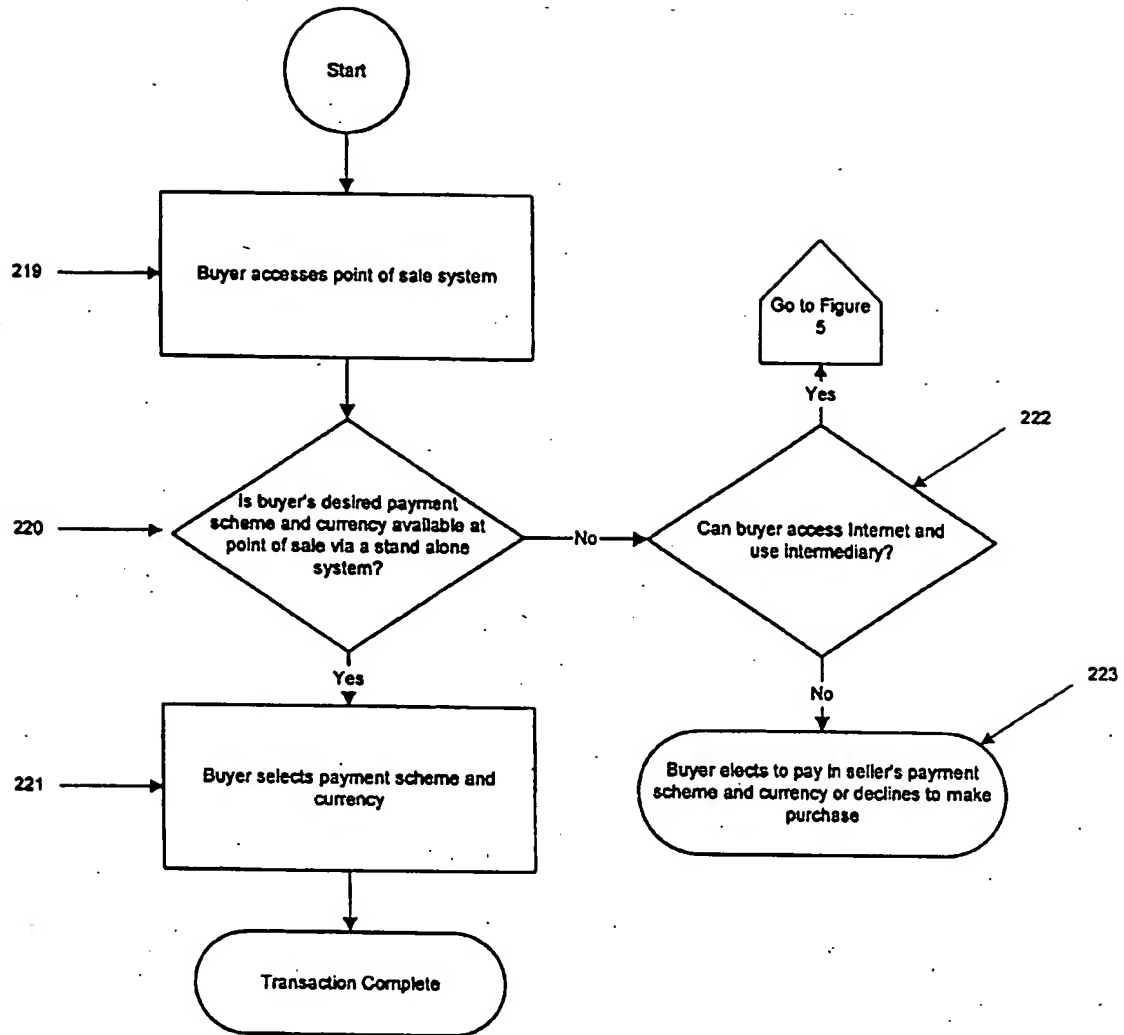 Start
219
Buyer accesses point of sale system
Go to Figure
5
Yes
222
220
Is buyer's desired payment
scheme and currency available at
point of sale via a stand alone
system?
No
Can buyer access Internet and
use intermediary?
Yes
No
223
221
Buyer selects payment scheme and
currency
Buyer elects to pay in seller's payment
scheme and currency or declines to make
purchase
Transaction Complete